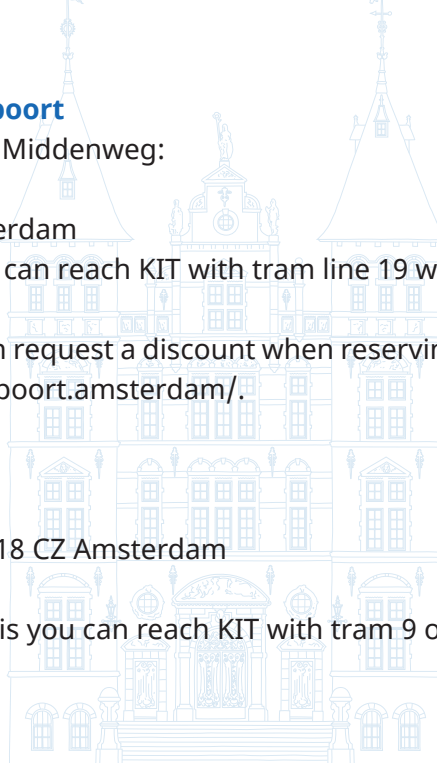 poort
Middenweg:
erdam
can reach KIT with tram line 19 w
n request a discount when reservin
poort.amsterdam/.
18 CZ Amsterdam
is you can reach KIT with tram 9 o